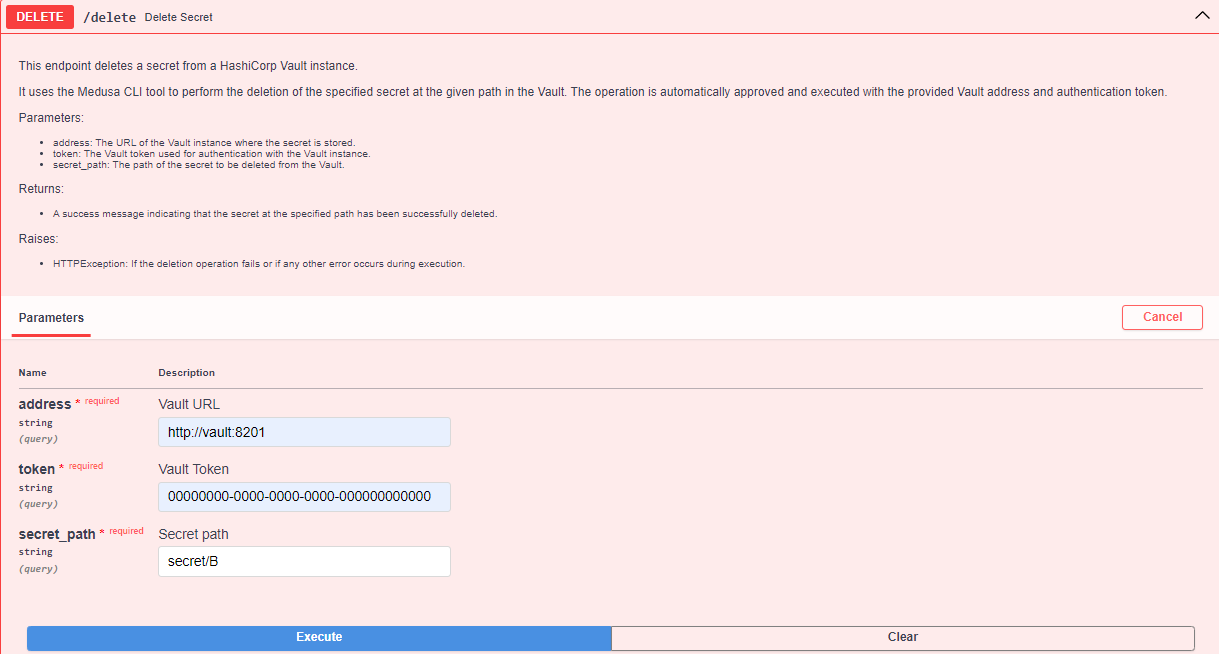 DELETE /delete Delete Secret
This endpoint deletes a secret from a HashiCorp Vault instance.
It uses the Medusa CLI tool to perform the deletion of the specified secret at the given path in the Vault. The operation is automatically approved and executed with the provided Vault address and authentication token.
Parameters:
• address: The URL of the Vault instance where the secret is stored.
• token: The Vault token used for authentication with the Vault instance.
• secret_path: The path of the secret to be deleted from the Vault.
Returns:
• A success message indicating that the secret at the specified path has been successfully deleted.
Raises:
• HTTPException: If the deletion operation fails or if any other error occurs during execution.
Parameters Cancel
Name Description
address * required Vault URL
string
http://vault:8201
(query)
token * required Vault Token
string
00000000-0000-0000-0000-000000000000
(query)
secret_path * required Secret path
string
secret/B
(query)
Execute Clear